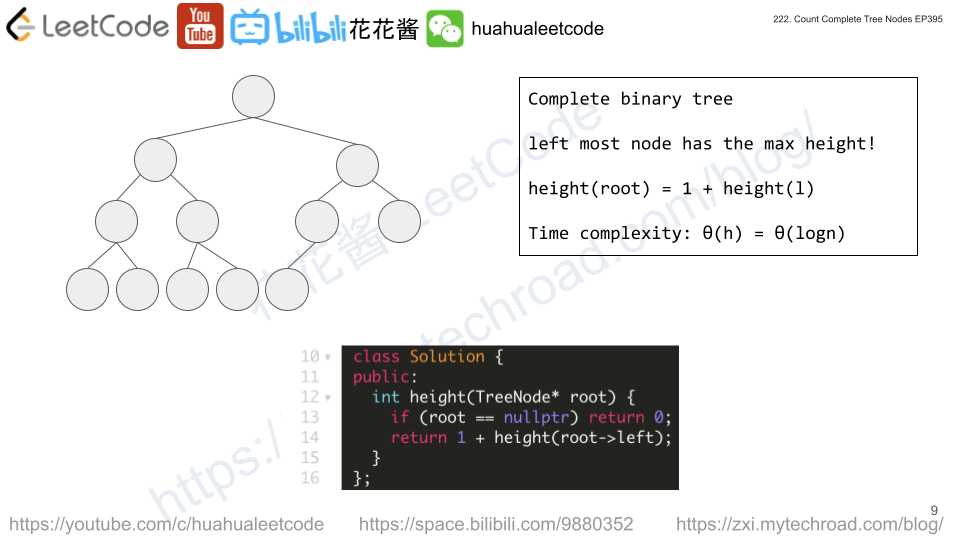 LeetCode You Tube bilibili 花花酱 huahualeetcode
222. Count Complete Tree Nodes EP395
Complete binary tree
left most node has the max height!
height(root) = 1 + height(l)
Time complexity: θ(h) = θ(logn)
花花酱 LeetCode
https://zxi.mytechroad.com/blog/
10 class Solution {
11 public:
12 int height(TreeNode* root) {
13 if (root == nullptr) return 0;
14 return 1 + height(root->left);
15 }
16 };
9
https://youtube.com/c/huahualeetcode https://space.bilibili.com/9880352 https://zxi.mytechroad.com/blog/